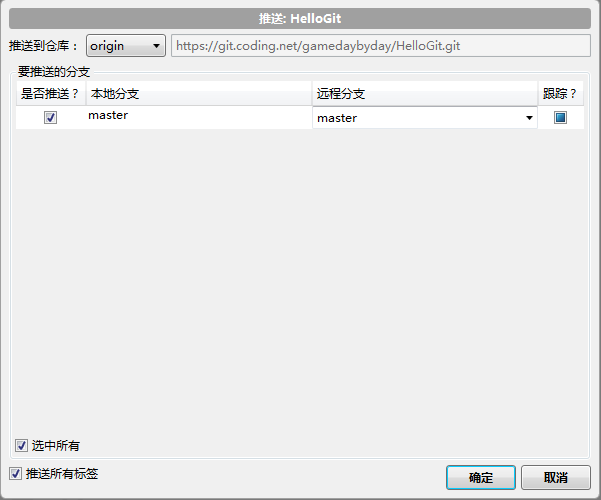 推送: HelloGit
推送到仓库： origin https://git.coding.net/gamedaybyday/HelloGit.git
要推送的分支
是否推送？ 本地分支 远程分支 跟踪？
master master
选中所有
推送所有标签
确定 取消